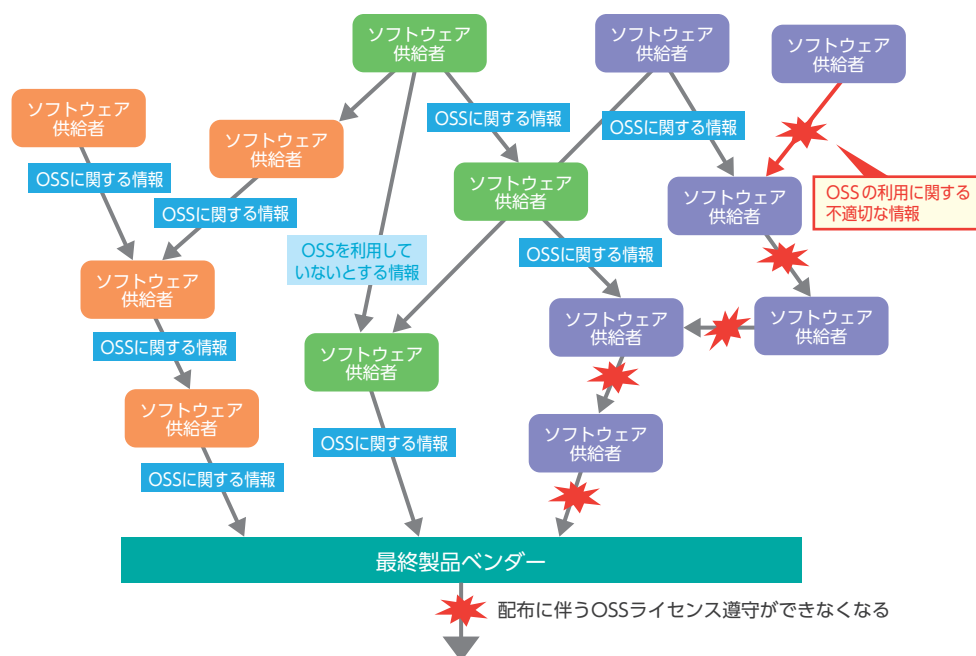 ソフトウェア
供給者
ソフトウェア
供給者
ソフトウェア
供給者
ソフトウェア
供給者
ソフトウェア
供給者
OSSに関する情報
OSSに関する情報
OSSに関する情報
ソフトウェア
供給者
ソフトウェア
供給者
OSSの利用に関する
不適切な情報
OSSに関する情報
OSSを利用して
いないとする情報
OSSに関する情報
ソフトウェア
供給者
ソフトウェア
供給者
ソフトウェア
供給者
ソフトウェア
供給者
OSSに関する情報
ソフトウェア
供給者
ソフトウェア
供給者
OSSに関する情報
ソフトウェア
供給者
OSSに関する情報
最終製品ベンダー
配布に伴うOSSライセンス遵守ができなくなる